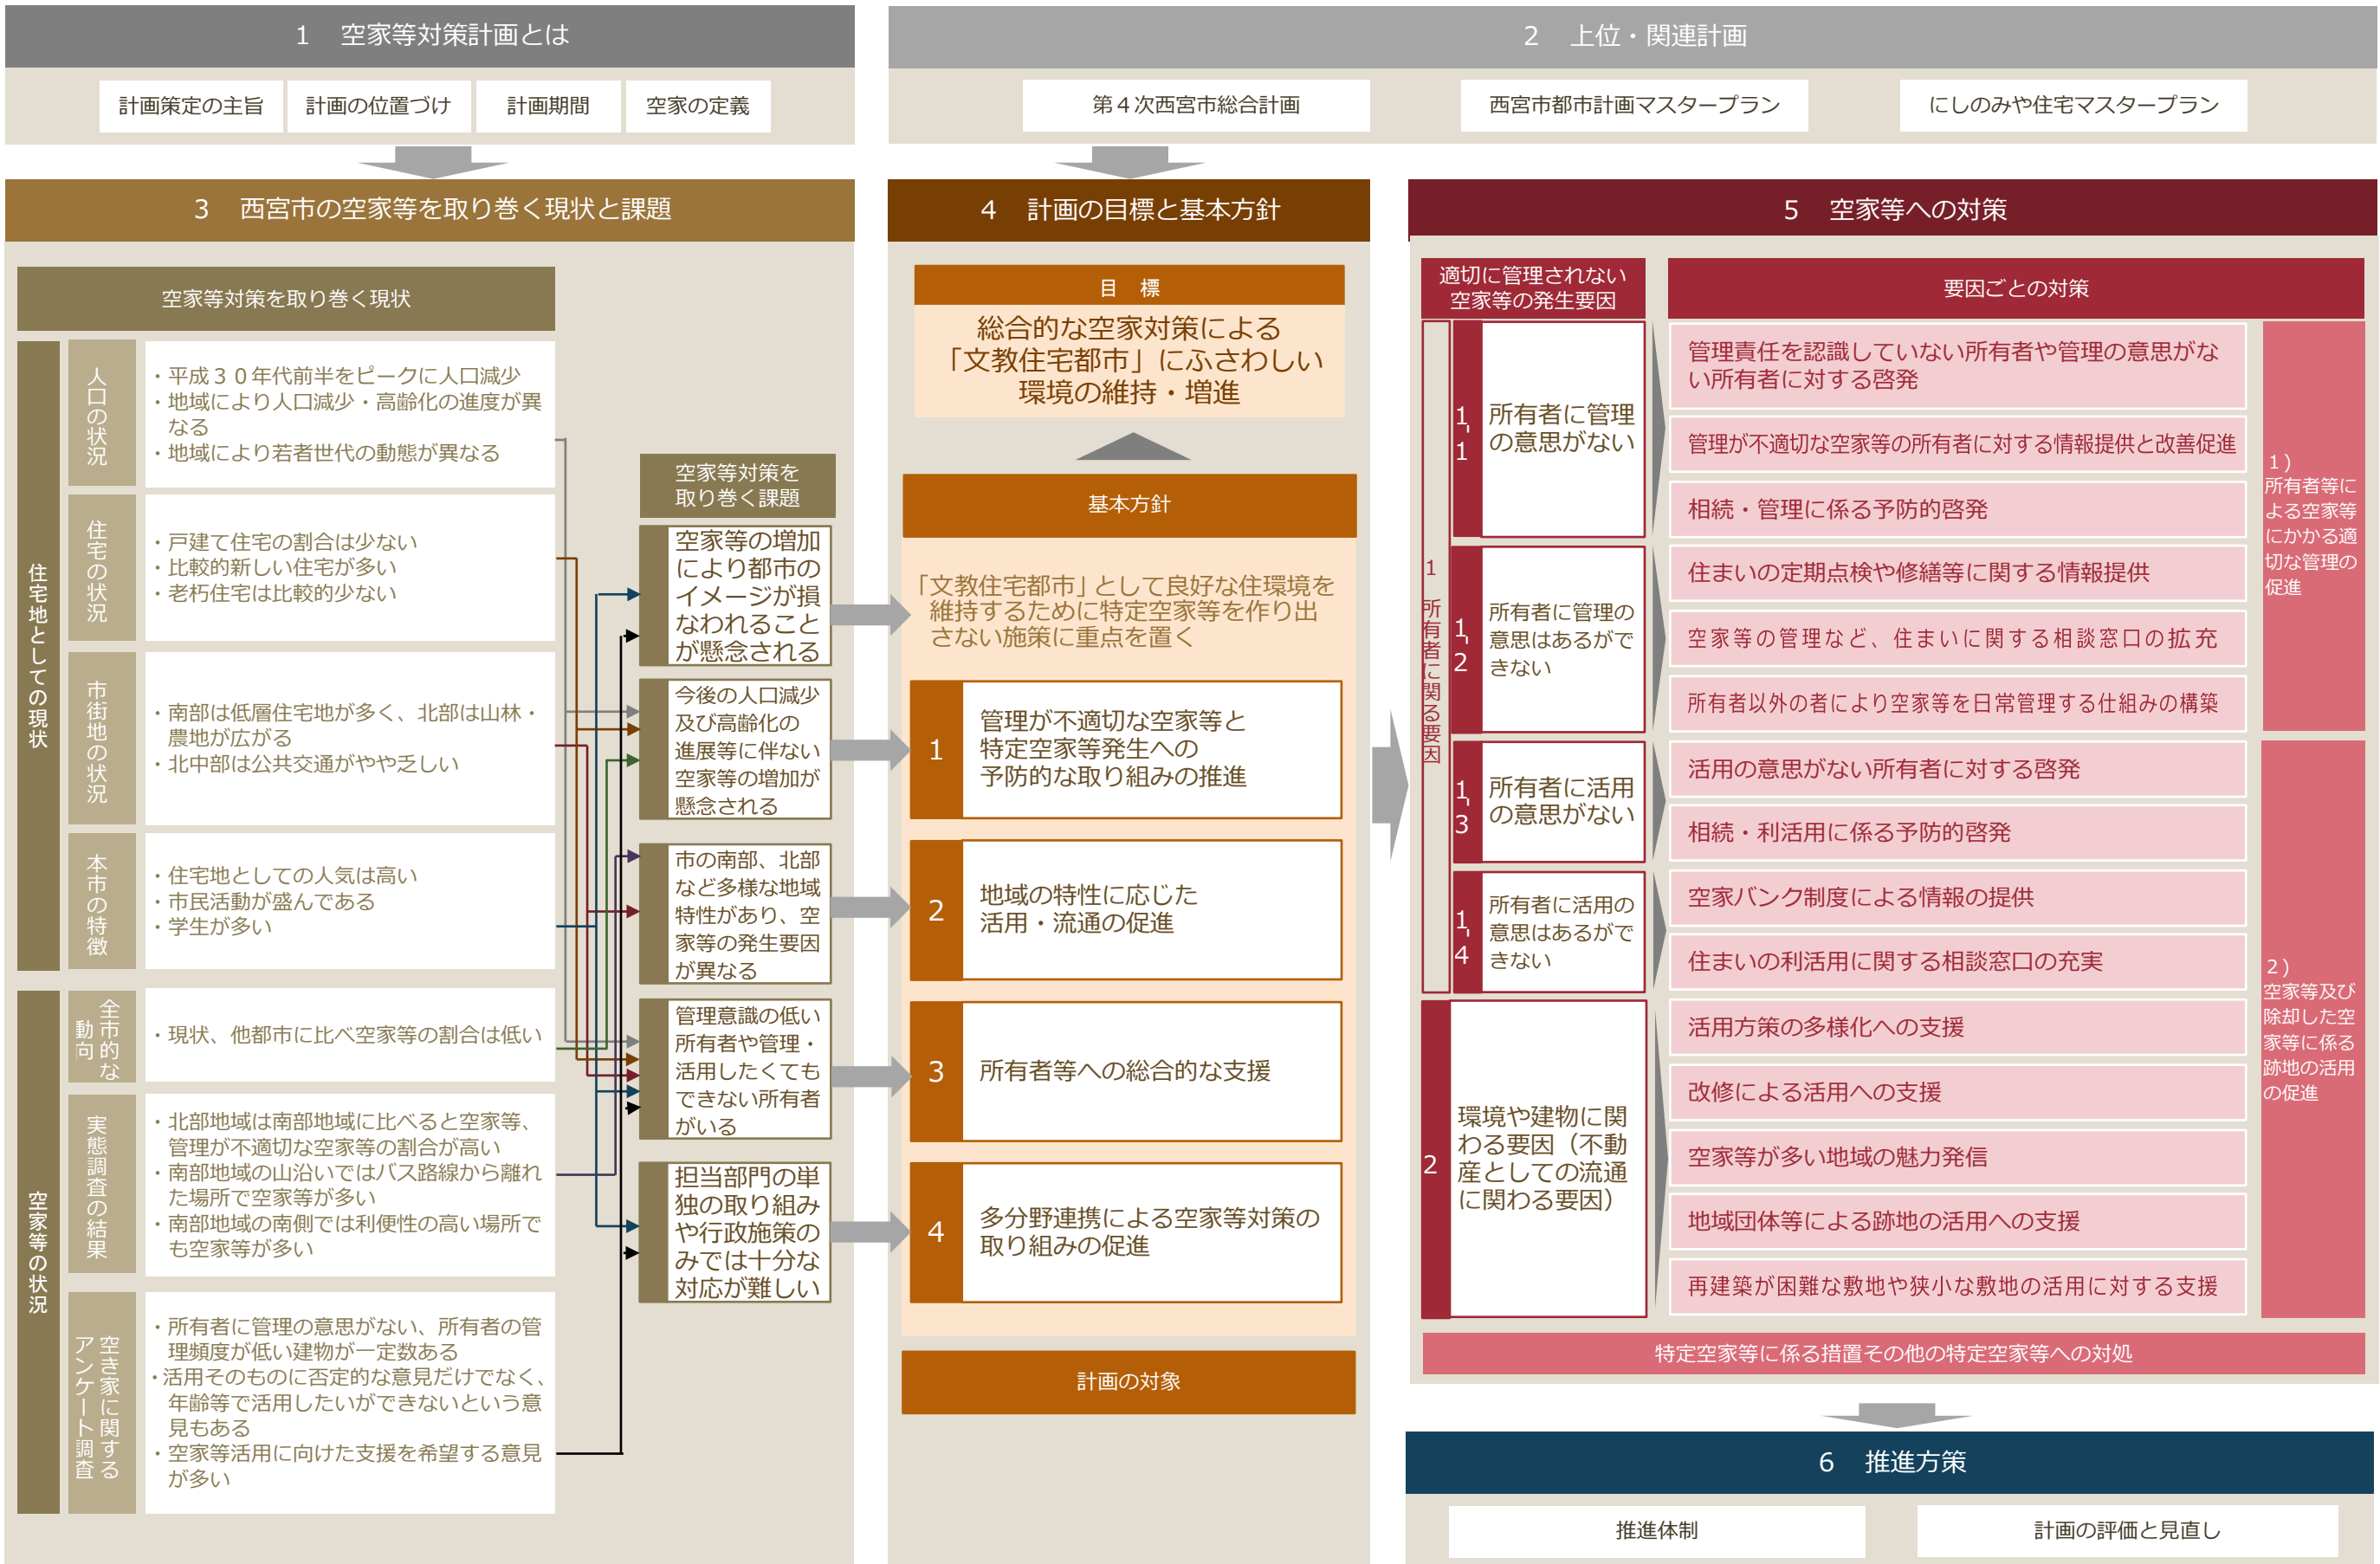 1　空家等対策計画とは
計画策定の主旨
計画の位置づけ
計画期間
空家の定義
2　上位・関連計画
第４次西宮市総合計画
西宮市都市計画マスタープラン
にしのみや住宅マスタープラン
3　西宮市の空家等を取り巻く現状と課題
空家等対策を取り巻く現状
住宅地としての現状
人口の状況
・平成３０年代前半をピークに人口減少
・地域により人口減少・高齢化の進度が異
なる
・地域により若者世代の動態が異なる
住宅の状況
・戸建て住宅の割合は少ない
・比較的新しい住宅が多い
・老朽住宅は比較的少ない
市街地の状況
・南部は低層住宅地が多く、北部は山林・
農地が広がる
・北中部は公共交通がやや乏しい
本市の特徴
・住宅地としての人気は高い
・市民活動が盛んである
・学生が多い
空家等の状況
全市的な
動向
・現状、他都市に比べ空家等の割合は低い
実態調査の結果
・北部地域は南部地域に比べると空家等、
管理が不適切な空家等の割合が高い
・南部地域の山沿いではバス路線から離れ
た場所で空家等が多い
・南部地域の南側では利便性の高い場所で
も空家等が多い
空き家に関する
アンケート調査
・所有者に管理の意思がない、所有者の管
理頻度が低い建物が一定数ある
・活用そのものに否定的な意見だけでなく、
年齢等で活用したいができないという意
見もある
・空家等活用に向けた支援を希望する意見
が多い
空家等対策を
取り巻く課題
空家等の増加
により都市の
イメージが損
なわれること
が懸念される
今後の人口減少
及び高齢化の
進展等に伴ない
空家等の増加が
懸念される
市の南部、北部
など多様な地域
特性があり、空
家等の発生要因
が異なる
管理意識の低い
所有者や管理・
活用したくても
できない所有者
がいる
担当部門の単
独の取り組み
や行政施策の
みでは十分な
対応が難しい
4　計画の目標と基本方針
目　標
総合的な空家対策による
「文教住宅都市」にふさわしい
環境の維持・増進
基本方針
「文教住宅都市」として良好な住環境を
維持するために特定空家等を作り出
さない施策に重点を置く
1
管理が不適切な空家等と
特定空家等発生への
予防的な取り組みの推進
2
地域の特性に応じた
活用・流通の促進
3
所有者等への総合的な支援
4
多分野連携による空家等対策の
取り組みの促進
計画の対象
5　空家等への対策
適切に管理されない
空家等の発生要因
要因ごとの対策
1　所有者に関る要因
1-1
所有者に管理
の意思がない
管理責任を認識していない所有者や管理の意思がな
い所有者に対する啓発
管理が不適切な空家等の所有者に対する情報提供と改善促進
相続・管理に係る予防的啓発
1-2
所有者に管理の
意思はあるがで
きない
住まいの定期点検や修繕等に関する情報提供
空家等の管理など、住まいに関する相談窓口の拡充
所有者以外の者により空家等を日常管理する仕組みの構築
1)
所有者等に
よる空家等
にかかる適
切な管理の
促進
1-3
所有者に活用
の意思がない
活用の意思がない所有者に対する啓発
相続・利活用に係る予防的啓発
1-4
所有者に活用の
意思はあるがで
きない
空家バンク制度による情報の提供
住まいの利活用に関する相談窓口の充実
2
環境や建物に関
わる要因（不動
産としての流通
に関わる要因）
活用方策の多様化への支援
改修による活用への支援
空家等が多い地域の魅力発信
地域団体等による跡地の活用への支援
再建築が困難な敷地や狭小な敷地の活用に対する支援
2)
空家等及び
除却した空
家等に係る
跡地の活用
の促進
特定空家等に係る措置その他の特定空家等への対処
6　推進方策
推進体制
計画の評価と見直し